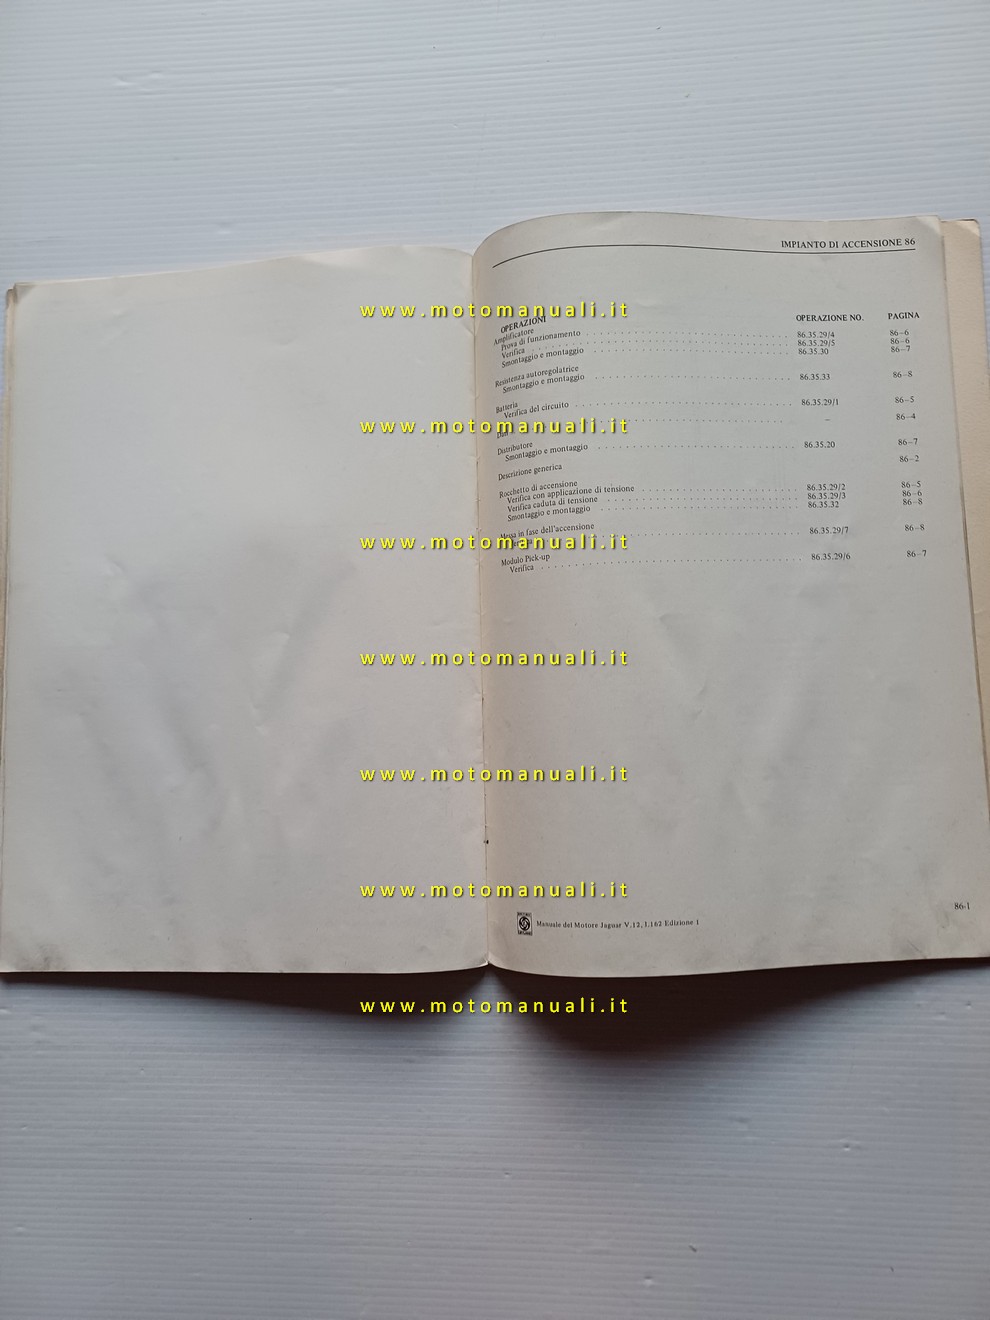 IMPIANTO DI ACCENSIONE 86
www.motomanuali.it
OPERAZIONI OPERAZIONE NO. PAGINA
Amplificatore
Prova di funzionamento 86.35.29/4 86–6
Verifica 86.35.29/5 86–6
Smontaggio e montaggio 86.35.30 86–7
Resistenza autoregolatrice
Smontaggio e montaggio 86.35.33 86–8
Batteria
Verifica del circuito 86.35.29/1 86–5
www.motomanuali.it
– 86–4
Distributore
Smontaggio e montaggio 86.35.20 86–7
Descrizione generica 86–2
Rocchetto di accensione
Verifica con applicazione di tensione 86.35.29/2 86–5
Verifica caduta di tensione 86.35.29/3 86–6
Smontaggio e montaggio 86.35.32 86–8
Messa in fase dell'accensione
86.35.29/7 86–8
www.motomanuali.it
Modulo Pick-up
Verifica 86.35.29/6 86–7
www.motomanuali.it
www.motomanuali.it
www.motomanuali.it
86-1
Manuale del Motore Jaguar V.12, I.162 Edizione 1
www.motomanuali.it